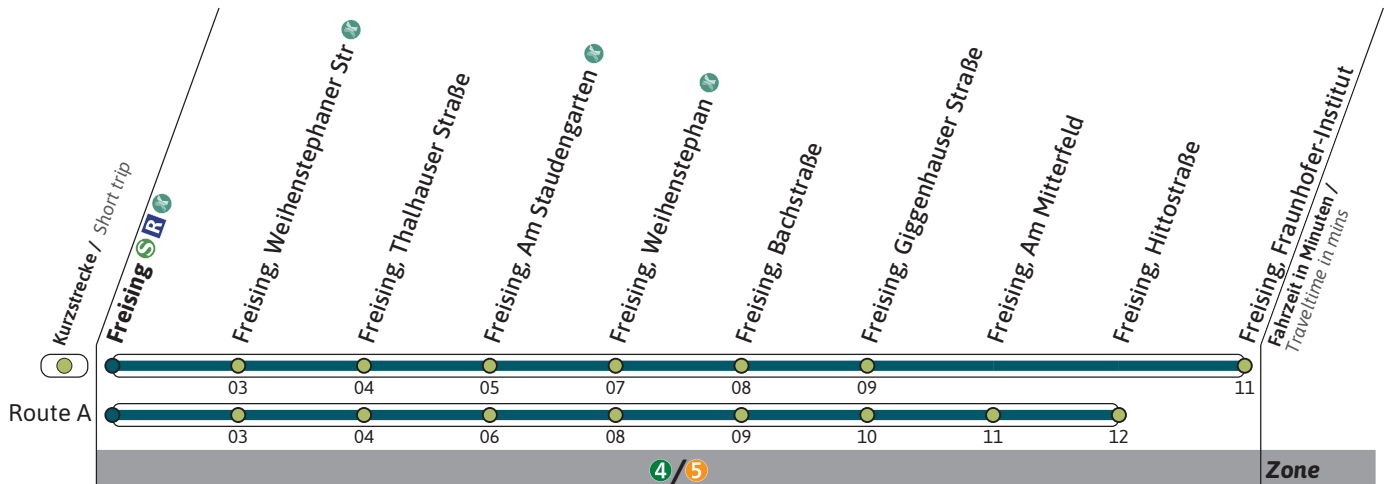 Kurzstrecke / Short trip
Freising S R
Freising, Weihenstephaner Str
Freising, Thalhauser Straße
Freising, Am Staudengarten
Freising, Weihenstephan
Freising, Bachstraße
Freising, Giggenhauser Straße
Freising, Am Mitterfeld
Freising, Hittostraße
Freising, Fraunhofer-Institut
Fahrzeit in Minuten /
Traveltime in mins
03 04 05 07 08 09 11
Route A
03 04 06 08 09 10 11 12
4/5 Zone